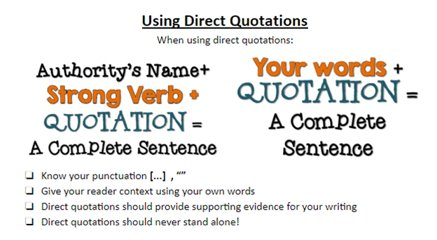 Using Direct Quotations
When using direct quotations:
Authority's Name+
Strong Verb +
QUOTATION =
A Complete Sentence
Your words +
QUOTATION =
A Complete
Sentence
❑ Know your punctuation [...] , “”
❑ Give your reader context using your own words
❑ Direct quotations should provide supporting evidence for your writing
❑ Direct quotations should never stand alone!